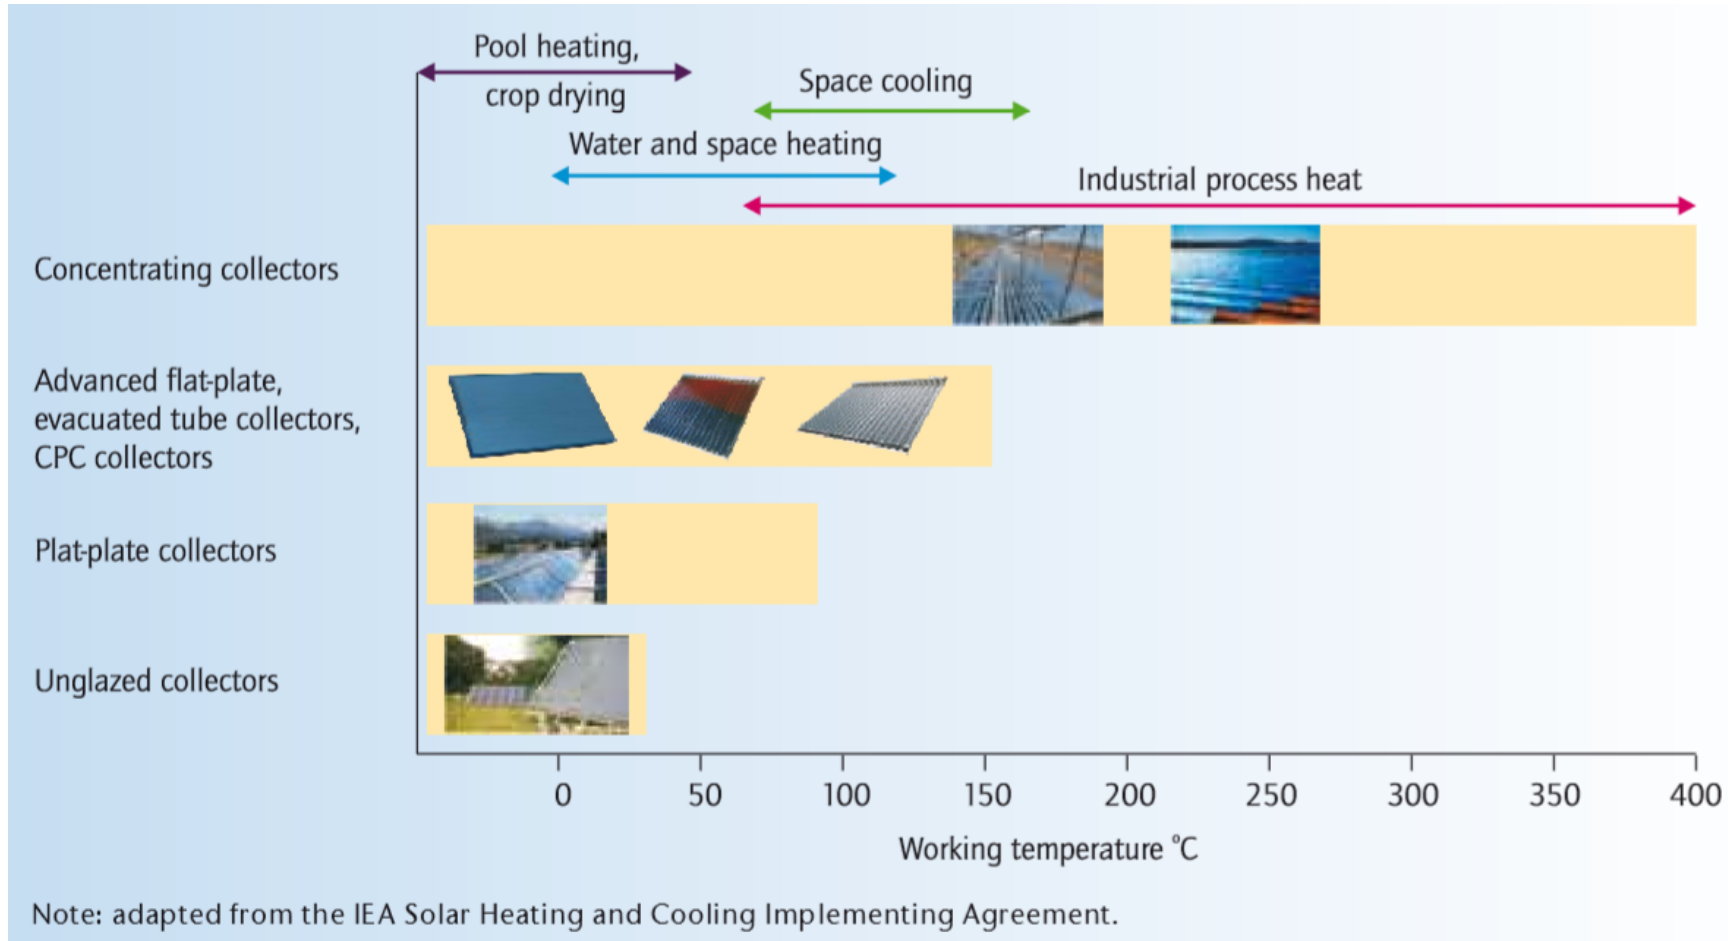 Pool heating,
crop drying
Space cooling
Water and space heating
Industrial process heat
Concentrating collectors
Advanced flat-plate,
evacuated tube collectors,
CPC collectors
Plat-plate collectors
Unglazed collectors
0 50 100 150 200 250 300 350 400
Working temperature °C
Note: adapted from the IEA Solar Heating and Cooling Implementing Agreement.